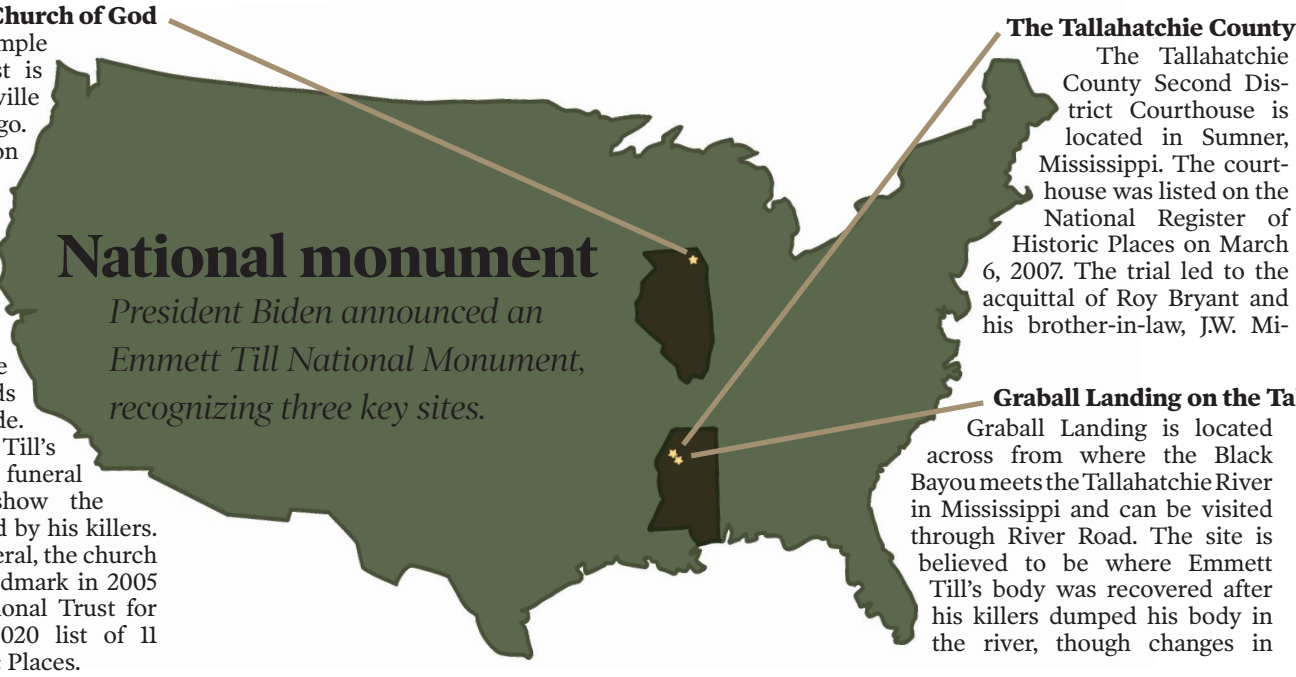 Church of God
mple
st is
ville
go.
on
e
ds
de.
Till's
funeral
show the
d by his killers.
eral, the church
dmark in 2005
ional Trust for
020 list of 11
c Places.
National monument
President Biden announced an
Emmett Till National Monument,
recognizing three key sites.
The Tallahatchie County
The Tallahatchie
County Second Dis-
trict Courthouse is
located in Sumner,
Mississippi. The court-
house was listed on the
National Register of
Historic Places on March
6, 2007. The trial led to the
acquittal of Roy Bryant and
his brother-in-law, J.W. Mi-
Graball Landing on the Ta
Graball Landing is located
across from where the Black
Bayou meets the Tallahatchie River
in Mississippi and can be visited
through River Road. The site is
believed to be where Emmett
Till's body was recovered after
his killers dumped his body in
the river, though changes in